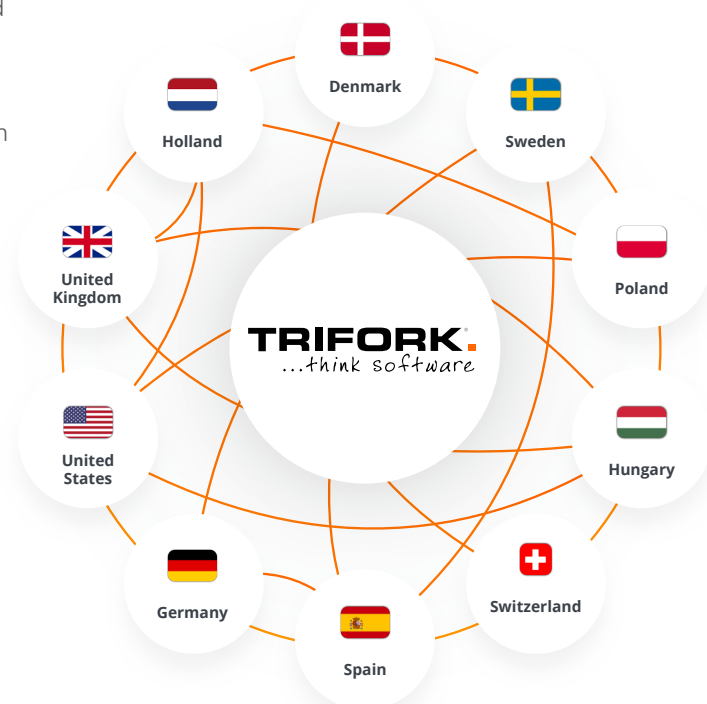 Denmark
Holland
Sweden
United
Kingdom
Poland
TRIFORK.
...think software
United
States
Hungary
Germany
Switzerland
Spain